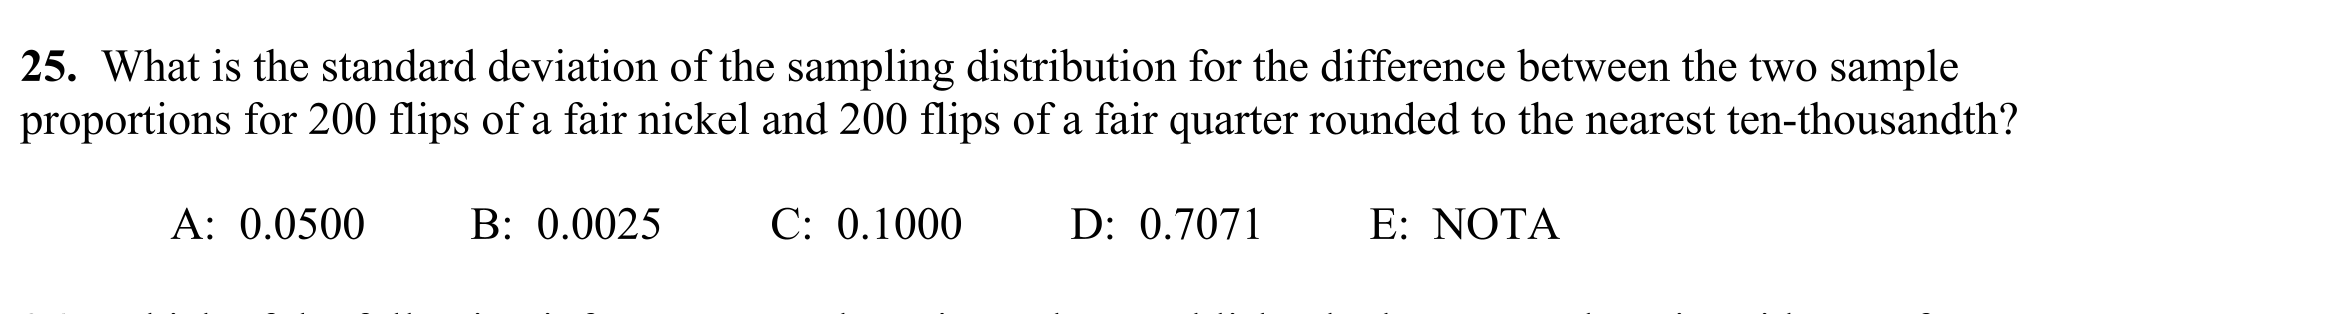 25. What is the standard deviation of the sampling distribution for the difference between the two sample
proportions for 200 flips of a fair nickel and 200 flips of a fair quarter rounded to the nearest ten-thousandth?
A: 0.0500 B: 0.0025 C: 0.1000 D: 0.7071 E: NOTA